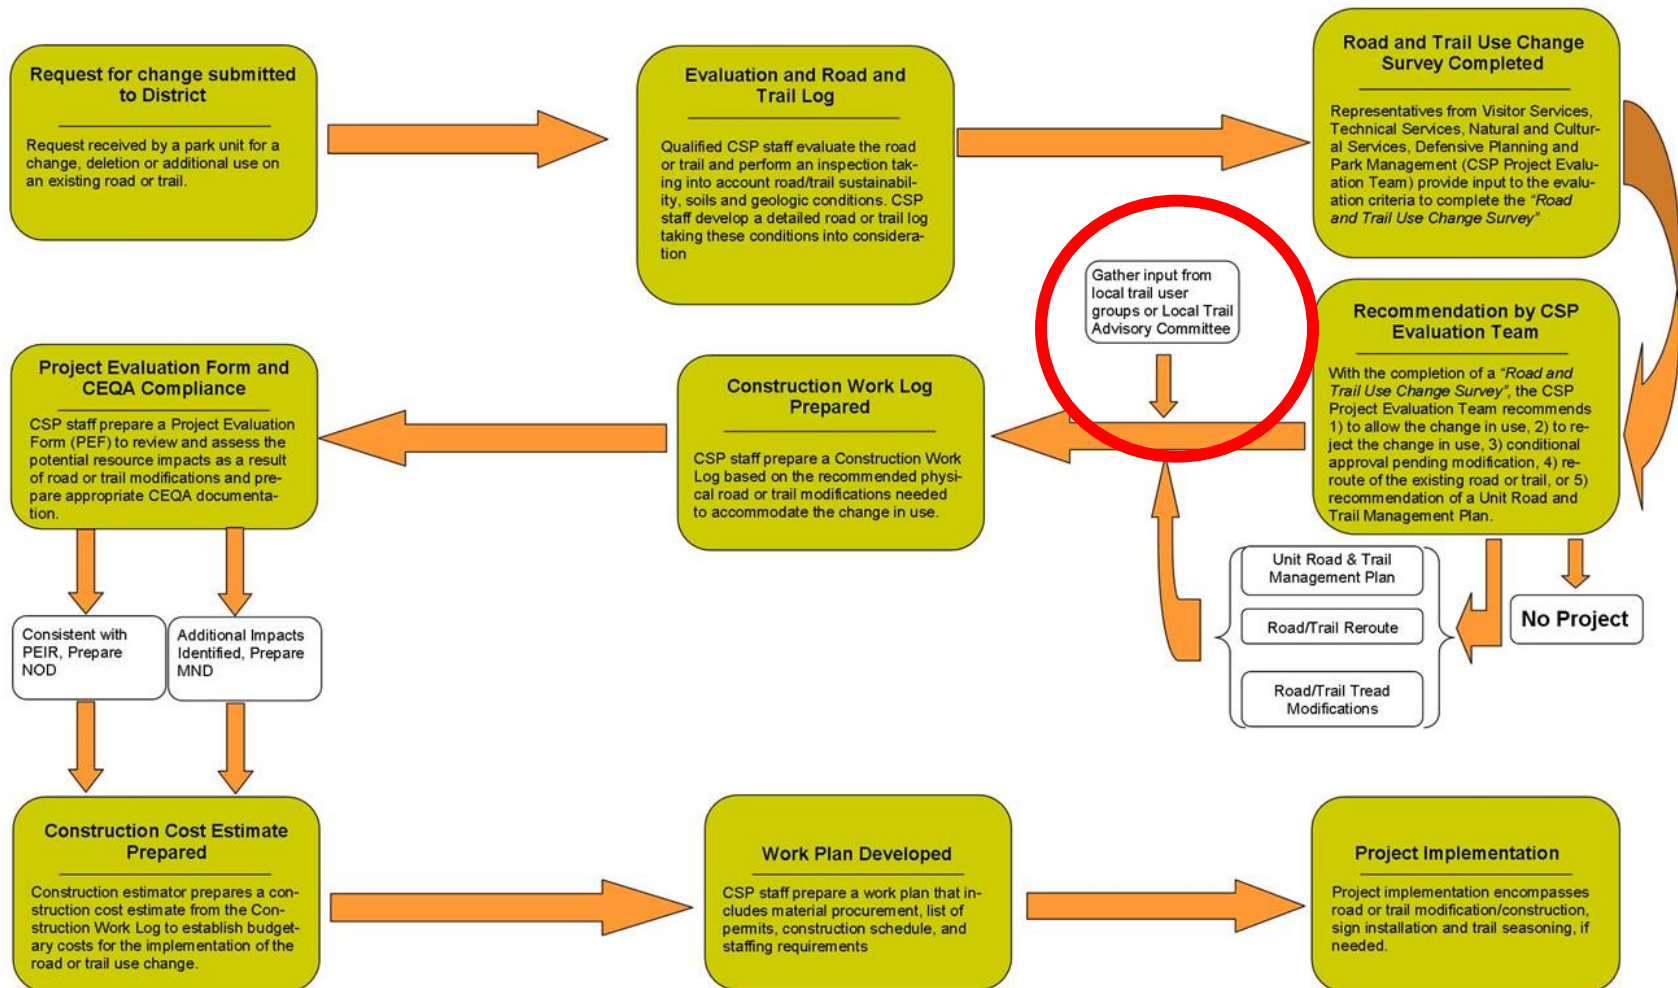 Request for change submitted
to District
Request received by a park unit for a
change, deletion or additional use on
an existing road or trail.
Evaluation and Road and
Trail Log
Qualified CSP staff evaluate the road
or trail and perform an inspection tak-
ing into account road/trail sustainabil-
ity, soils and geologic conditions. CSP
staff develop a detailed road or trail log
taking these conditions into considera-
tion
Road and Trail Use Change
Survey Completed
Representatives from Visitor Services,
Technical Services, Natural and Cultur-
al Services, Defensive Planning and
Park Management (CSP Project Evalu-
ation Team) provide input to the evalu-
ation criteria to complete the "Road
and Trail Use Change Survey"
Gather input from
local trail user
groups or Local Trail
Advisory Committee
Recommendation by CSP
Evaluation Team
With the completion of a "Road and
Trail Use Change Survey", the CSP
Project Evaluation Team recommends
1) to allow the change in use, 2) to re-
ject the change in use, 3) conditional
approval pending modification, 4) re-
route of the existing road or trail, or 5)
recommendation of a Unit Road and
Trail Management Plan.
Unit Road & Trail
Management Plan
Road/Trail Reroute
Road/Trail Tread
Modifications
No Project
Construction Work Log
Prepared
CSP staff prepare a Construction Work
Log based on the recommended physi-
cal road or trail modifications needed
to accommodate the change in use.
Project Evaluation Form and
CEQA Compliance
CSP staff prepare a Project Evaluation
Form (PEF) to review and assess the
potential resource impacts as a result
of road or trail modifications and pre-
pare appropriate CEQA documenta-
tion.
Consistent with
PEIR, Prepare
NOD
Additional Impacts
Identified, Prepare
MND
Construction Cost Estimate
Prepared
Construction estimator prepares a con-
struction cost estimate from the Con-
struction Work Log to establish budget-
ary costs for the implementation of the
road or trail use change.
Work Plan Developed
CSP staff prepare a work plan that in-
cludes material procurement, list of
permits, construction schedule, and
staffing requirements
Project Implementation
Project implementation encompasses
road or trail modification/construction,
sign installation and trail seasoning, if
needed.